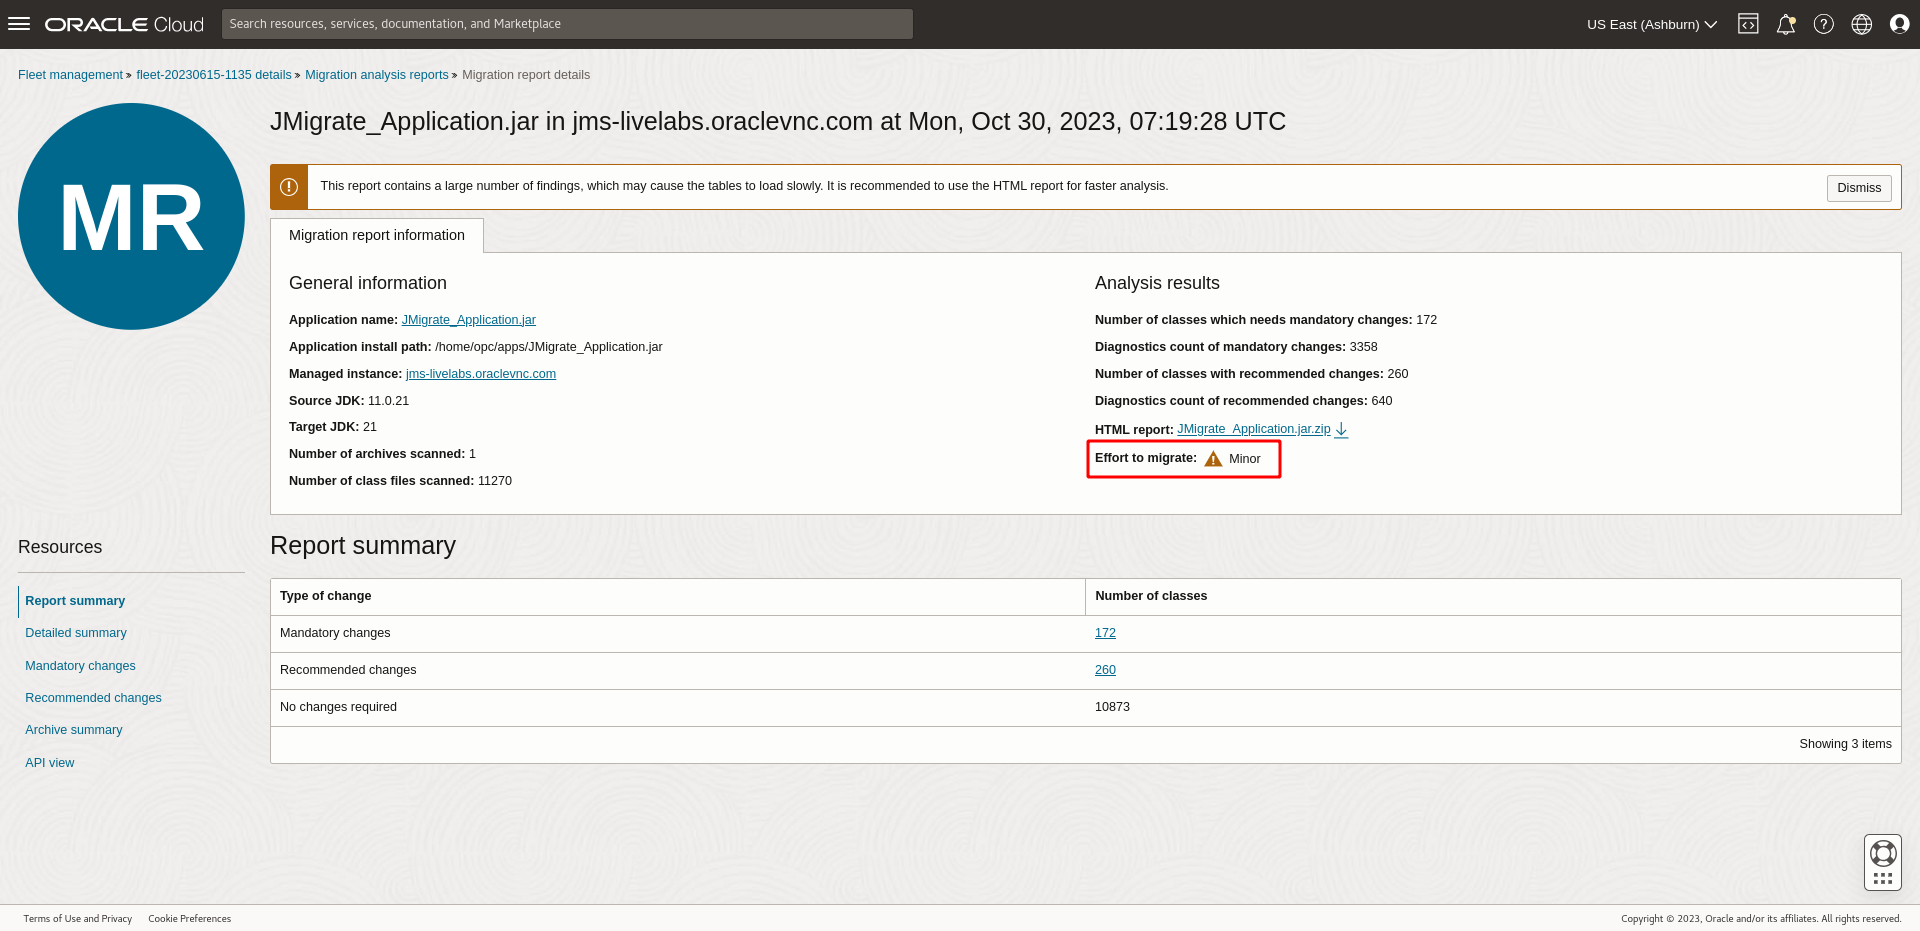 ORACLE Cloud
Search resources, services, documentation, and Marketplace
US East (Ashburn)
Fleet management » fleet-20230615-1135 details » Migration analysis reports » Migration report details
MR
JMigrate_Application.jar in jms-livelabs.oraclevnc.com at Mon, Oct 30, 2023, 07:19:28 UTC
This report contains a large number of findings, which may cause the tables to load slowly. It is recommended to use the HTML report for faster analysis.
Dismiss
Migration report information
General information
Application name: JMigrate_Application.jar
Application install path: /home/opc/apps/JMigrate_Application.jar
Managed instance: jms-livelabs.oraclevnc.com
Source JDK: 11.0.21
Target JDK: 21
Number of archives scanned: 1
Number of class files scanned: 11270
Analysis results
Number of classes which needs mandatory changes: 172
Diagnostics count of mandatory changes: 3358
Number of classes with recommended changes: 260
Diagnostics count of recommended changes: 640
HTML report: JMigrate_Application.jar.zip
Effort to migrate: Minor
Resources
Report summary
Detailed summary
Mandatory changes
Recommended changes
Archive summary
API view
Report summary
Type of change Number of classes
Mandatory changes 172
Recommended changes 260
No changes required 10873
Showing 3 items
Terms of Use and Privacy Cookie Preferences
Copyright © 2023, Oracle and/or its affiliates. All rights reserved.